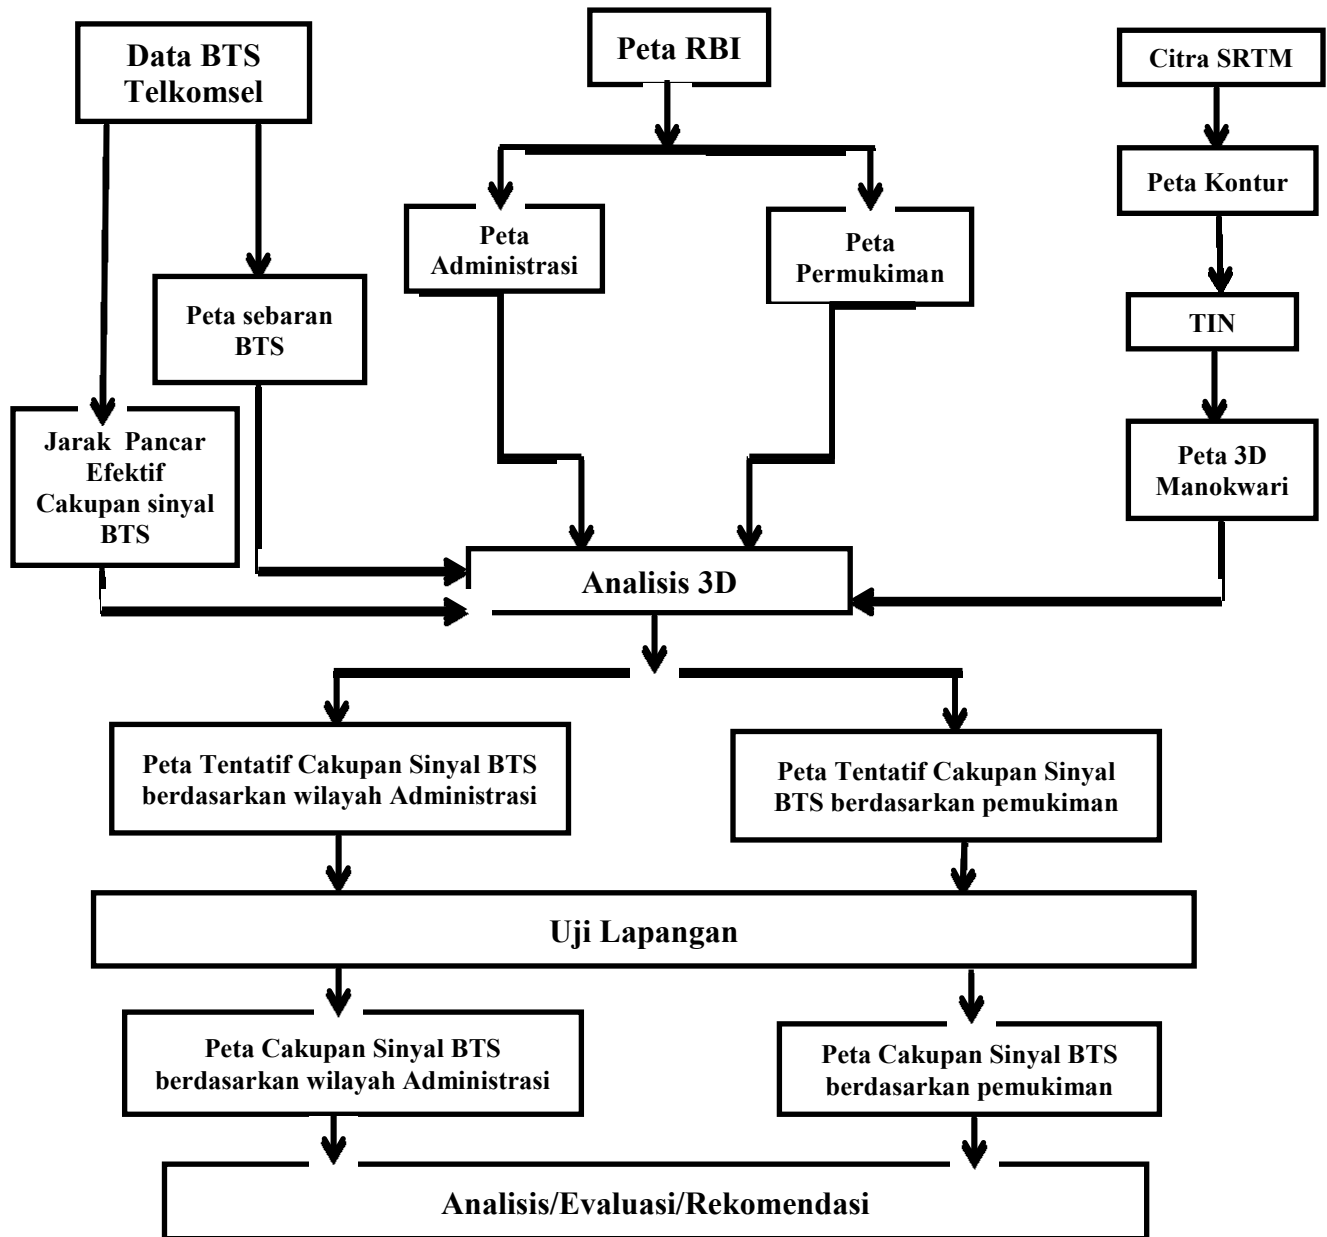 Data BTS
Telkomsel
Peta RBI
Citra SRTM
Peta Kontur
Peta
Administrasi
Peta
Permukiman
Peta sebaran
BTS
TIN
Jarak Pancar
Efektif
Cakupan sinyal
BTS
Peta 3D
Manokwari
Analisis 3D
Peta Tentatif Cakupan Sinyal BTS
berdasarkan wilayah Administrasi
Peta Tentatif Cakupan Sinyal
BTS berdasarkan pemukiman
Uji Lapangan
Peta Cakupan Sinyal BTS
berdasarkan wilayah Administrasi
Peta Cakupan Sinyal BTS
berdasarkan pemukiman
Analisis/Evaluasi/Rekomendasi